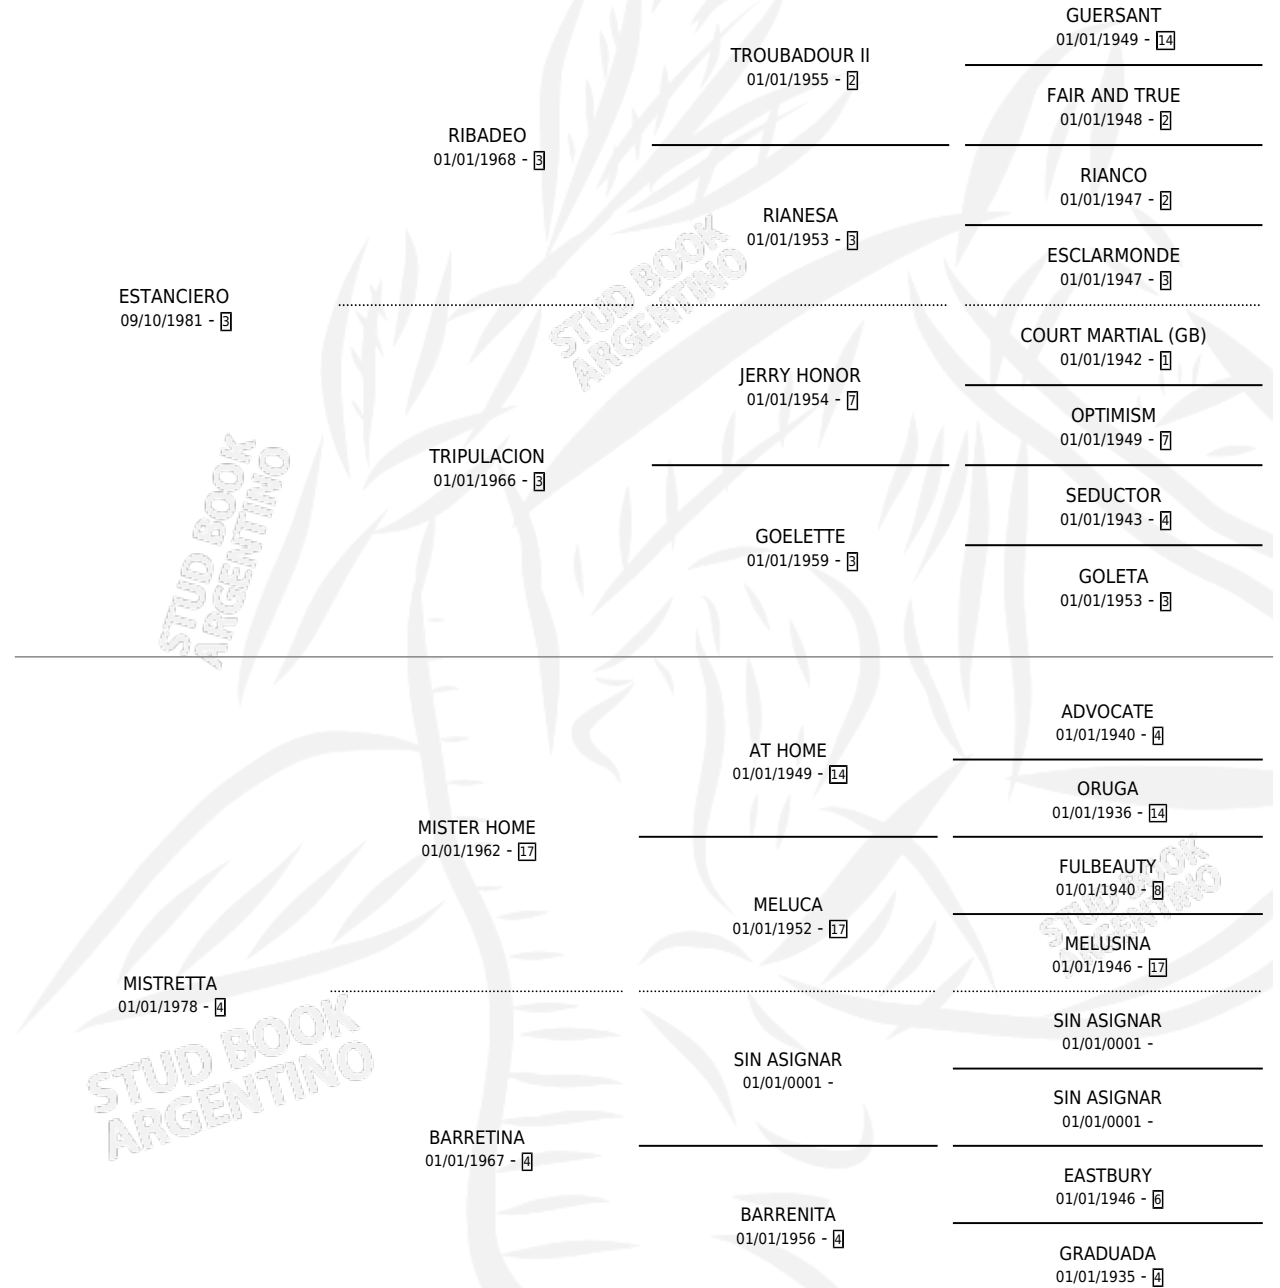 GUERSANT
01/01/1949 - 14
TROUBADOUR II
01/01/1955 - 2
FAIR AND TRUE
01/01/1948 - 2
RIBADEO
01/01/1968 - 3
RIANCO
01/01/1947 - 2
RIANESA
01/01/1953 - 3
ESCLARMONDE
01/01/1947 - 3
ESTANCIERO
09/10/1981 - 3
COURT MARTIAL (GB)
01/01/1942 - 1
JERRY HONOR
01/01/1954 - 7
OPTIMISM
01/01/1949 - 7
TRIPULACION
01/01/1966 - 3
SEDUCTOR
01/01/1943 - 4
GOELETTE
01/01/1959 - 3
GOLETA
01/01/1953 - 3
ADVOCATE
01/01/1940 - 4
AT HOME
01/01/1949 - 14
ORUGA
01/01/1936 - 14
MISTER HOME
01/01/1962 - 17
FULBEAUTY
01/01/1940 - 8
MELUCA
01/01/1952 - 17
MELUSINA
01/01/1946 - 17
MISTRETTA
01/01/1978 - 4
SIN ASIGNAR
01/01/0001 -
SIN ASIGNAR
01/01/0001 -
SIN ASIGNAR
01/01/0001 -
BARRETINA
01/01/1967 - 4
EASTBURY
01/01/1946 - 6
BARRENITA
01/01/1956 - 4
GRADUADA
01/01/1935 - 4
STUD BOOK
ARGENTINO
STUD BOOK
ARGENTINO
STUD BOOK
ARGENTINO
STUD BOOK
ARGENTINO